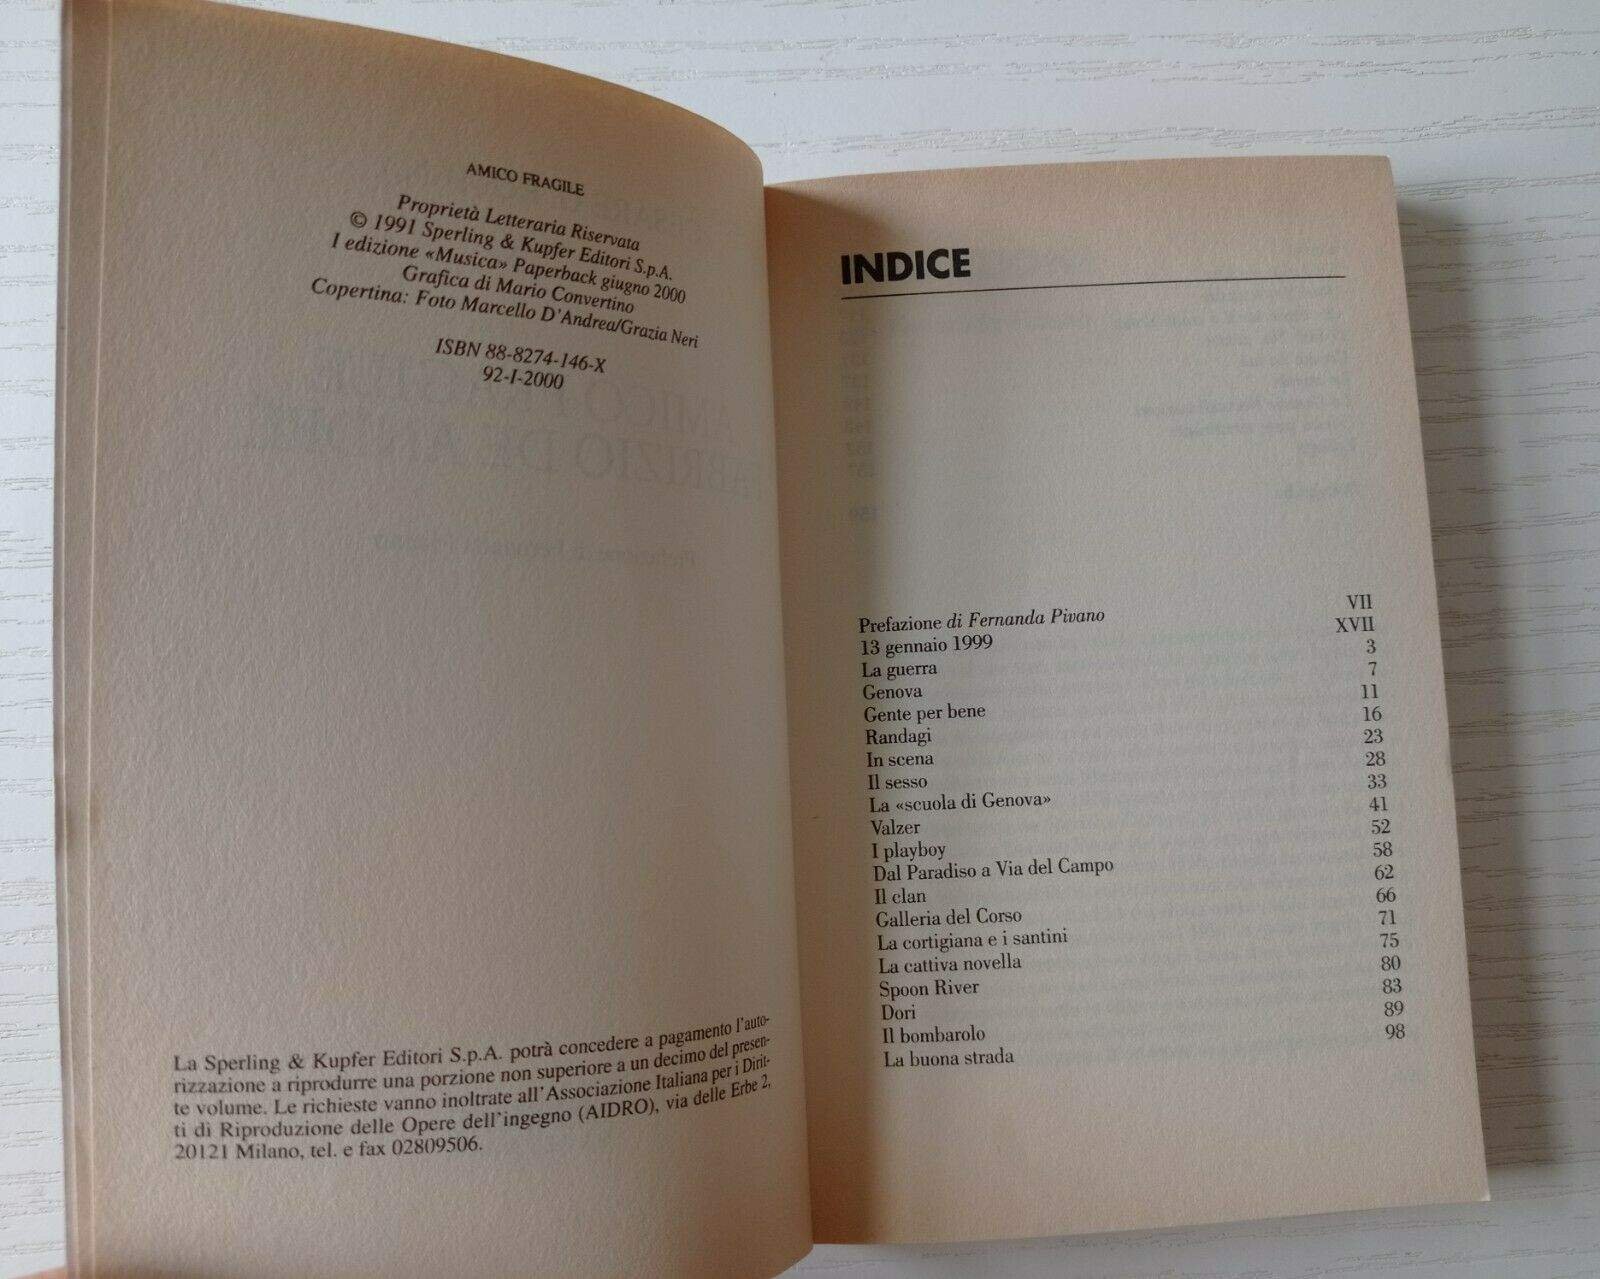 AMICO FRAGILE
Proprietà Letteraria Riservata
© 1991 Sperling & Kupfer Editori S.p.A.
I edizione «Musica» Paperback giugno 2000
Grafica di Mario Convertino
Copertina: Foto Marcello D'Andrea/Grazia Neri
ISBN 88-8274-146-X
92-I-2000
La Sperling & Kupfer Editori S.p.A. potrà concedere a pagamento l'auto-
rizzazione a riprodurre una porzione non superiore a un decimo del presen-
te volume. Le richieste vanno inoltrate all'Associazione Italiana per i Dirit-
ti di Riproduzione delle Opere dell'ingegno (AIDRO), via delle Erbe 2,
20121 Milano, tel. e fax 02809506.
INDICE
Prefazione di Fernanda Pivano VII
13 gennaio 1999 XVII
La guerra 3
Genova 7
Gente per bene 11
Randagi 16
In scena 23
Il sesso 28
La «scuola di Genova» 33
Valzer 41
I playboy 52
Dal Paradiso a Via del Campo 58
Il clan 62
Galleria del Corso 66
La cortigiana e i santini 71
La cattiva novella 75
Spoon River 80
Dori 83
Il bombarolo 89
La buona strada 98